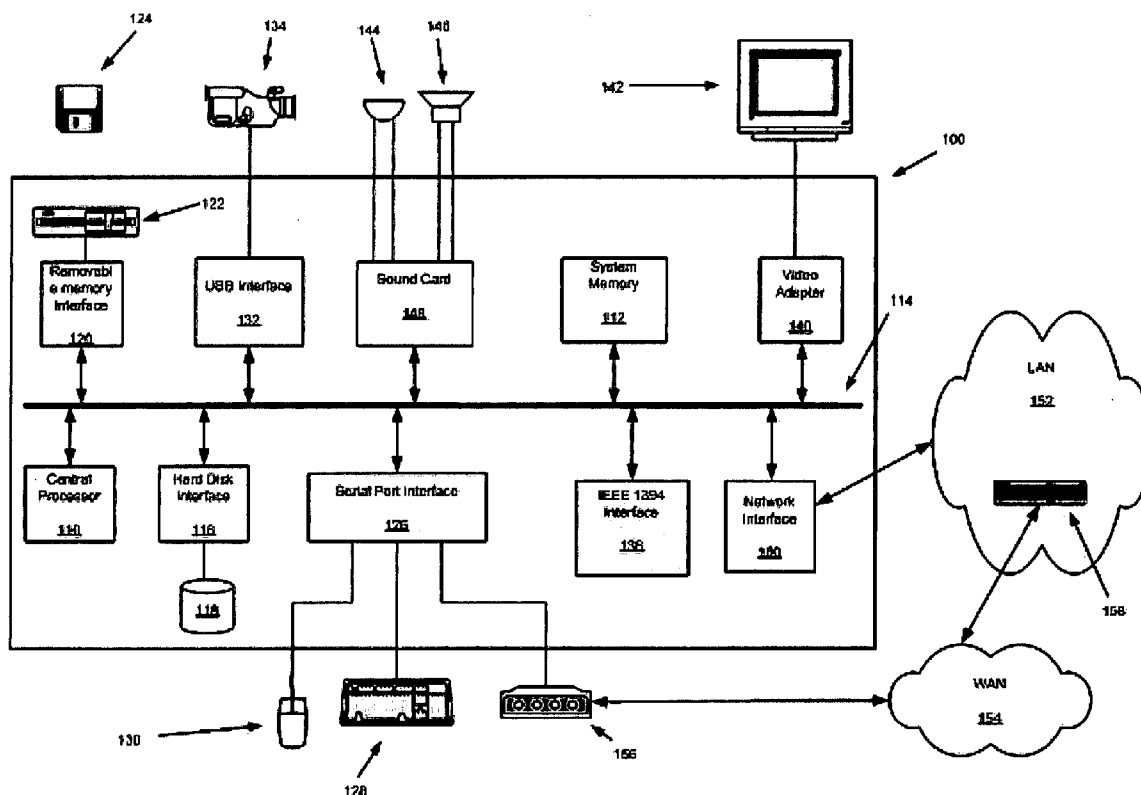 124
134
144
146
142
100
122
Removabl
e memory
Interface
120
USB Interface
132
Sound Card
148
System
Memory
112
Video
Adapter
140
114
LAN
152
Central
Processor
110
Hard Disk
Interface
116
Serial Port Interface
126
IEEE 1394
Interface
136
Network
Interface
118
158
WAN
154
130
128
156